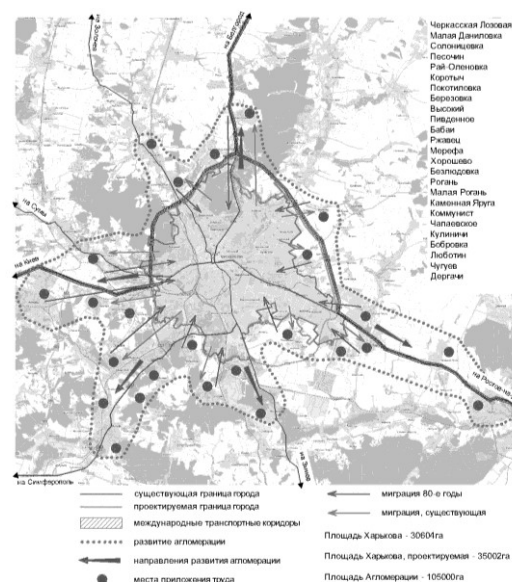 на Белгород
Черкасская Лозовая
Малая Даниловка
Солоницевка
Песочин
Рай-Оленовка
Коротыч
Покотиловка
Березовка
Высокий
Пивденное
Бабаи
Ржавец
Мерефа
Хорошево
Безлюдовка
Рогань
Малая Рогань
Каменная Яруга
Коммунист
Чапаевское
Кулиничи
Бобровка
Люботин
Чугуев
Дергачи
на Сумы
на Киев
на Ростов-на-
на Симферополь
существующая граница города
проектируемая граница города
международные транспортные коридоры
развитие агломерации
направления развития агломерации
места приложения труда
миграция 80-е годы
миграция, существующая
Площадь Харькова - 30604га
Площадь Харькова, проектируемая - 35002га
Площадь Агломерации - 105000га